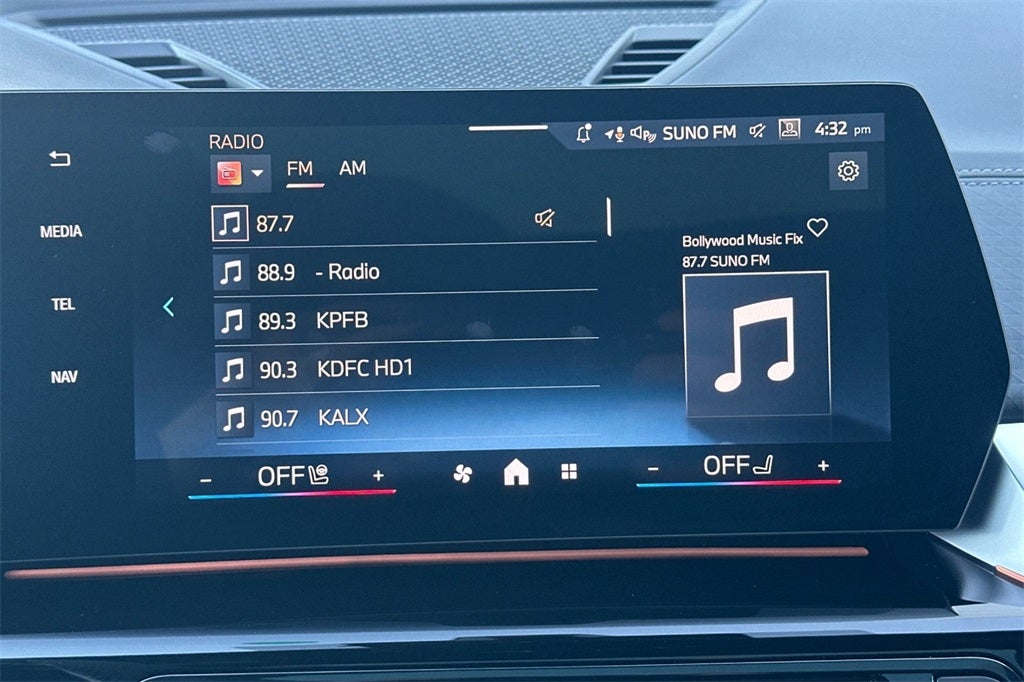 SUNO FM 4:32 pm
RADIO
FM AM
MEDIA
TEL
NAV
87.7
88.9 - Radio
89.3 KPFB
90.3 KDFC HD1
90.7 KALX
Bollywood Music Fix
87.7 SUNO FM
- OFF +
- OFF +